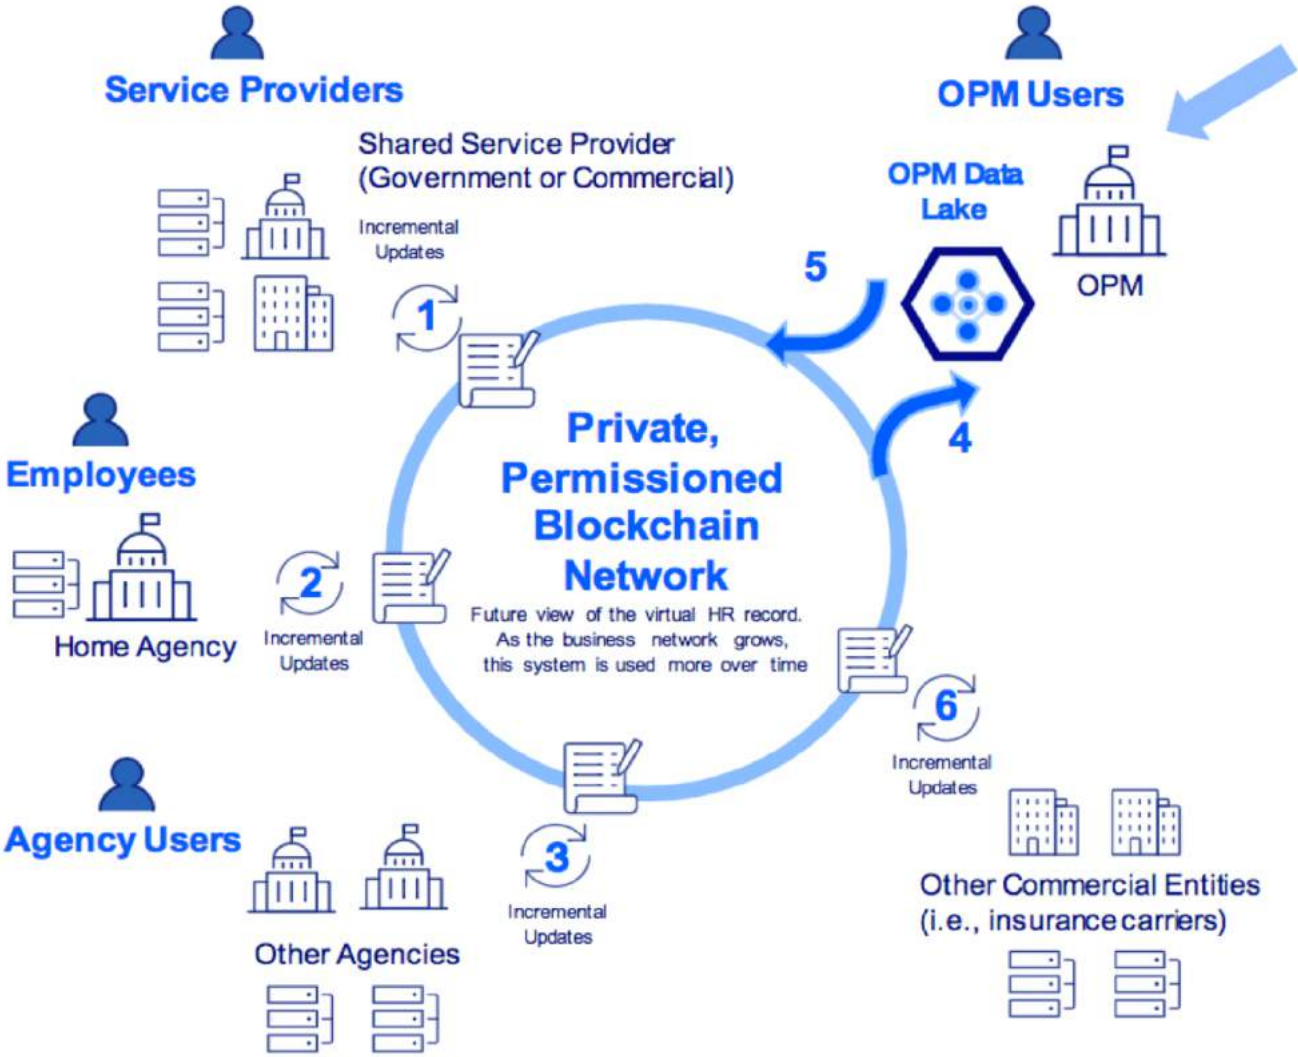 Service Providers
OPM Users
Shared Service Provider
(Government or Commercial)
OPM Data
Lake
Incremental
Updates
1
5
OPM
4
Private,
Permissioned
Blockchain
Network
Future view of the virtual HR record.
As the business network grows,
this system is used more over time
Employees
Home Agency
2
Incremental
Updates
6
Incremental
Updates
Agency Users
Other Agencies
3
Incremental
Updates
Other Commercial Entities
(i.e., insurance carriers)